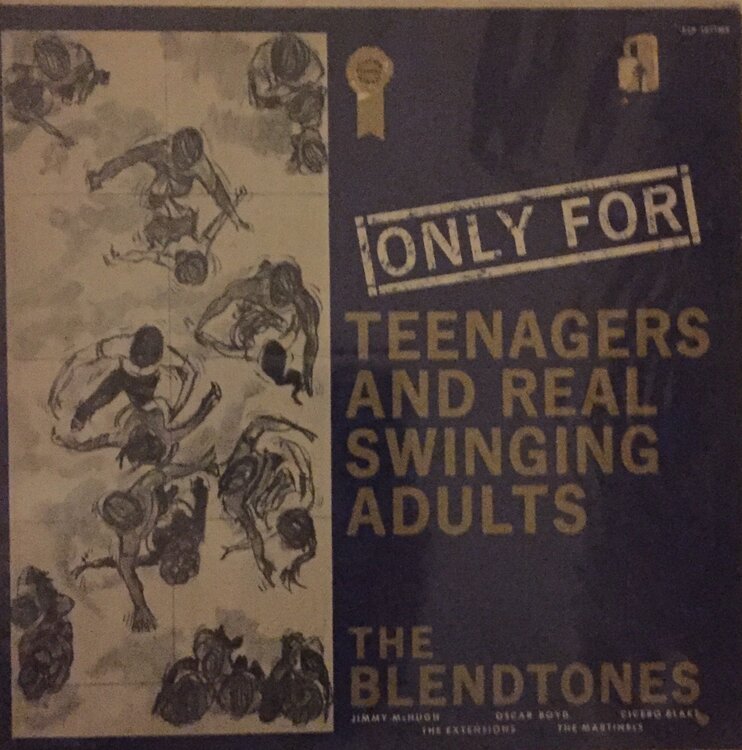 ONLY FOR
TEENAGERS
AND REAL
SWINGING
ADULTS
THE
BLENDTONES
JIMMY McHUGH OSCAR BOYD CICERO BLAKE
THE EXTENSIONS THE MARTINELS